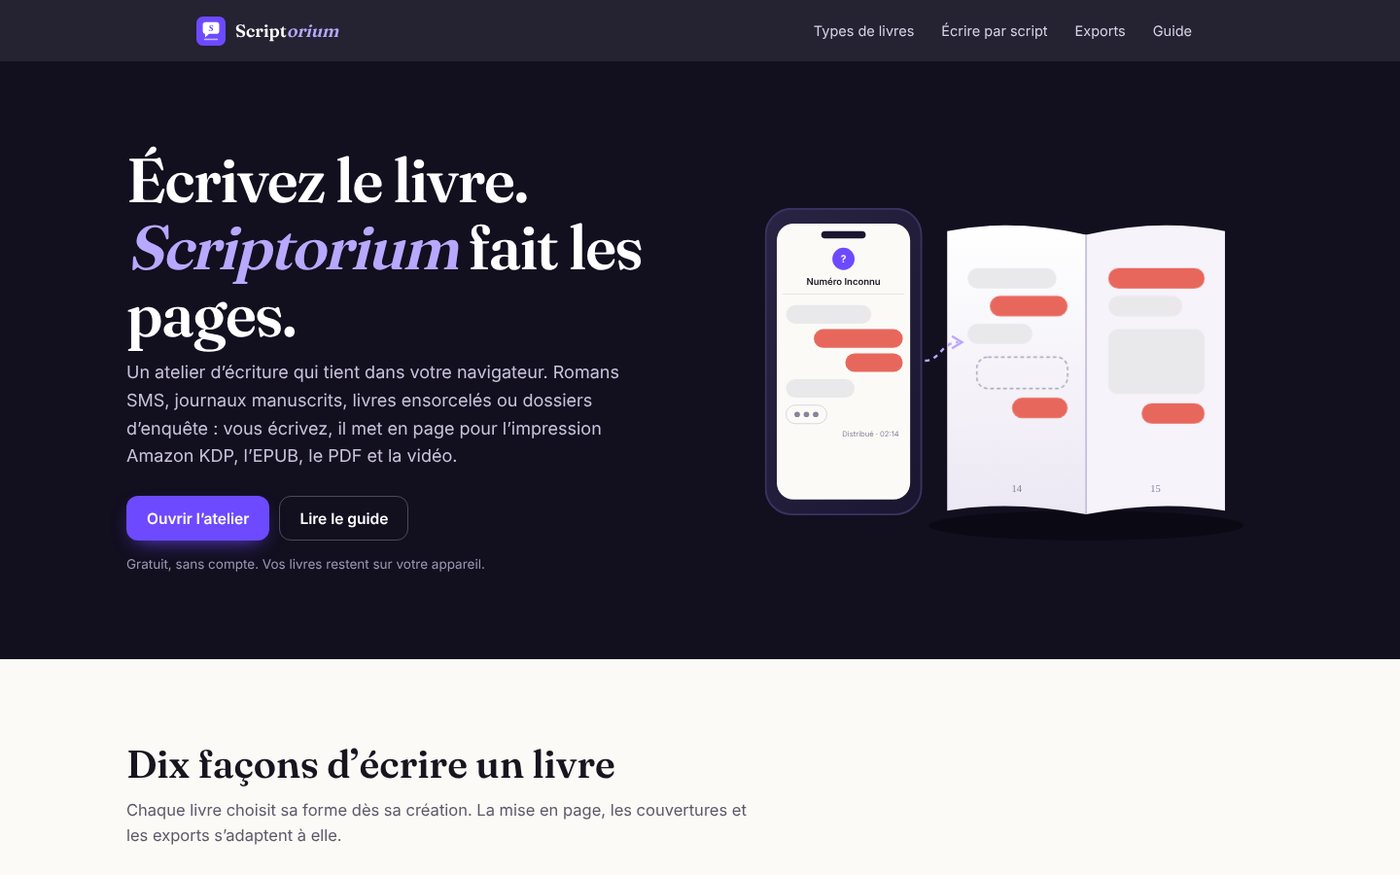 Scriptorium
Types de livres
Écrire par script
Exports
Guide
Écrivez le livre.
Scriptorium fait les
pages.
Un atelier d’écriture qui tient dans votre navigateur. Romans
SMS, journaux manuscrits, livres ensorcelés ou dossiers
d’enquête : vous écrivez, il met en page pour l’impression
Amazon KDP, l’EPUB, le PDF et la vidéo.
Ouvrir l’atelier
Lire le guide
Gratuit, sans compte. Vos livres restent sur votre appareil.
?
Numéro Inconnu
Distribué · 02:14
14
15
Dix façons d’écrire un livre
Chaque livre choisit sa forme dès sa création. La mise en page, les couvertures et
les exports s’adaptent à elle.